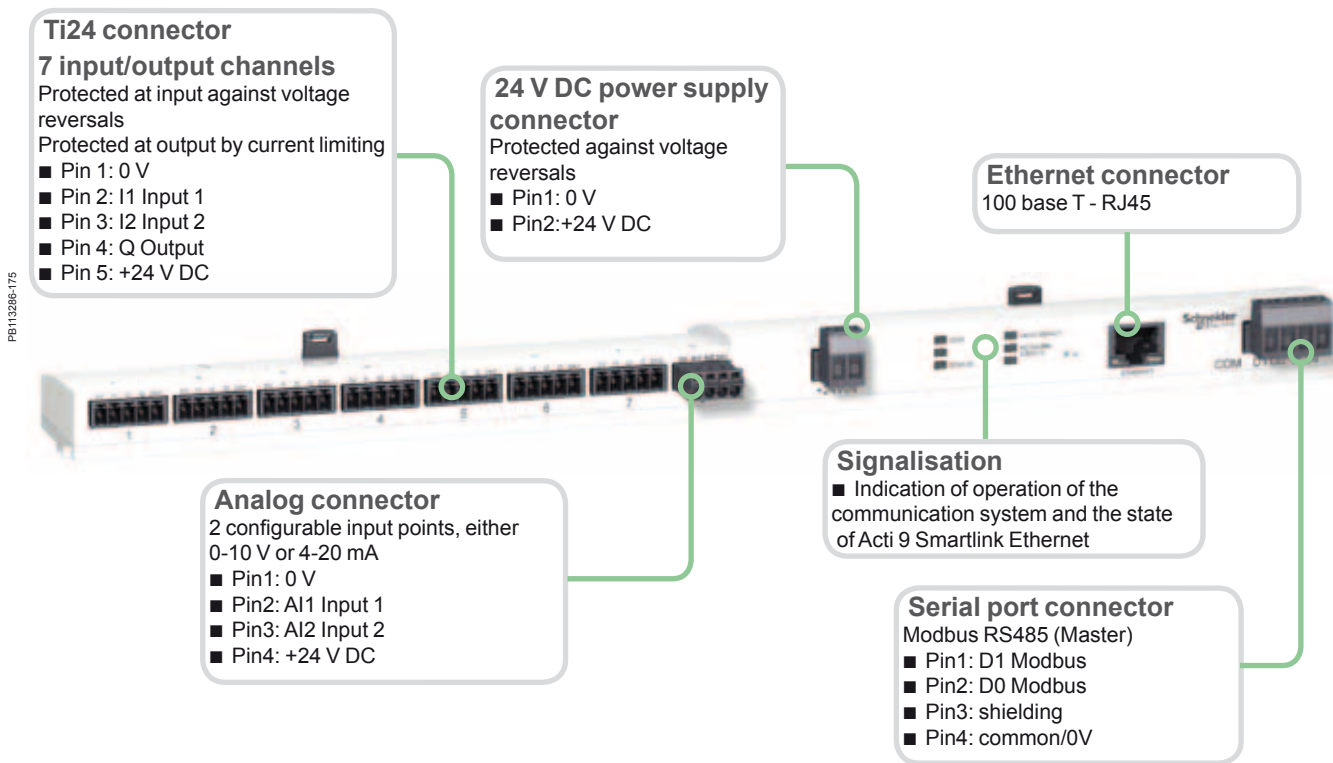 Ti24 connector
7 input/output channels
Protected at input against voltage
reversals
Protected at output by current limiting
■ Pin 1: 0 V
■ Pin 2: I1 Input 1
■ Pin 3: I2 Input 2
■ Pin 4: Q Output
■ Pin 5: +24 V DC
24 V DC power supply
connector
Protected against voltage
reversals
■ Pin1: 0 V
■ Pin2:+24 V DC
Ethernet connector
100 base T - RJ45
PB113286-175
Schneider
1 2 3 4 5 6 7
ETHERNET
COM
Analog connector
2 configurable input points, either
0-10 V or 4-20 mA
■ Pin1: 0 V
■ Pin2: AI1 Input 1
■ Pin3: AI2 Input 2
■ Pin4: +24 V DC
Signalisation
■ Indication of operation of the
communication system and the state
of Acti 9 Smartlink Ethernet
Serial port connector
Modbus RS485 (Master)
■ Pin1: D1 Modbus
■ Pin2: D0 Modbus
■ Pin3: shielding
■ Pin4: common/0V